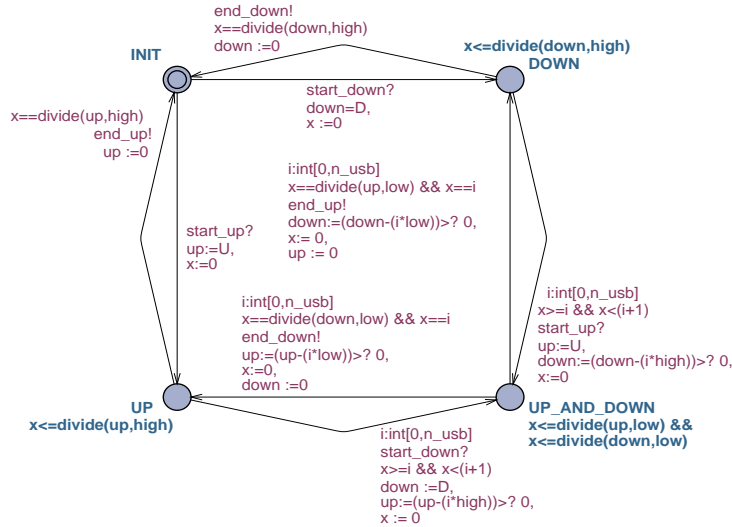 end_down!
x==divide(down,high)
down :=0
INIT
x<=divide(down,high)
DOWN
start_down?
down=D,
x :=0
x==divide(up,high)
end_up!
up :=0
i:int[0,n_usb]
x==divide(up,low) && x==i
end_up!
down:=(down-(i*low))>? 0,
x:= 0,
up := 0
start_up?
up:=U,
x:=0
i:int[0,n_usb]
x>=i && x<(i+1)
start_up?
up:=U,
down:=(down-(i*high))>? 0,
x:=0
i:int[0,n_usb]
x==divide(down,low) && x==i
end_down!
up:=(up-(i*low))>? 0,
x:=0,
down :=0
UP
x<=divide(up,high)
UP_AND_DOWN
x<=divide(up,low) &&
x<=divide(down,low)
i:int[0,n_usb]
start_down?
x>=i && x<(i+1)
down :=D,
up:=(up-(i*high))>? 0,
x := 0